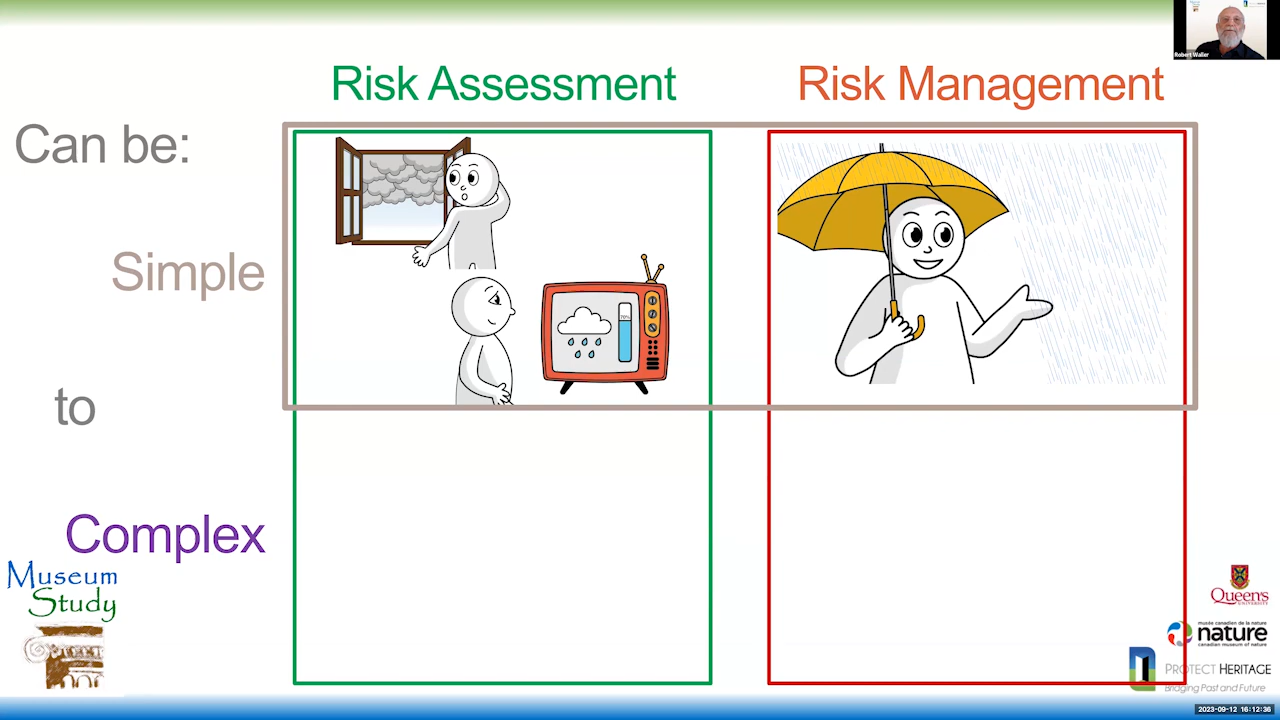 Risk Assessment
Risk Management
Can be:
Simple
to
Complex
70%
Museum
Study
Robert Waller
Queen's
UNIVERSITY
musée canadien de la nature
nature
canadian museum of nature
PROTECT HERITAGE
Bridging Past and Future
2023-09-12 16:12:36